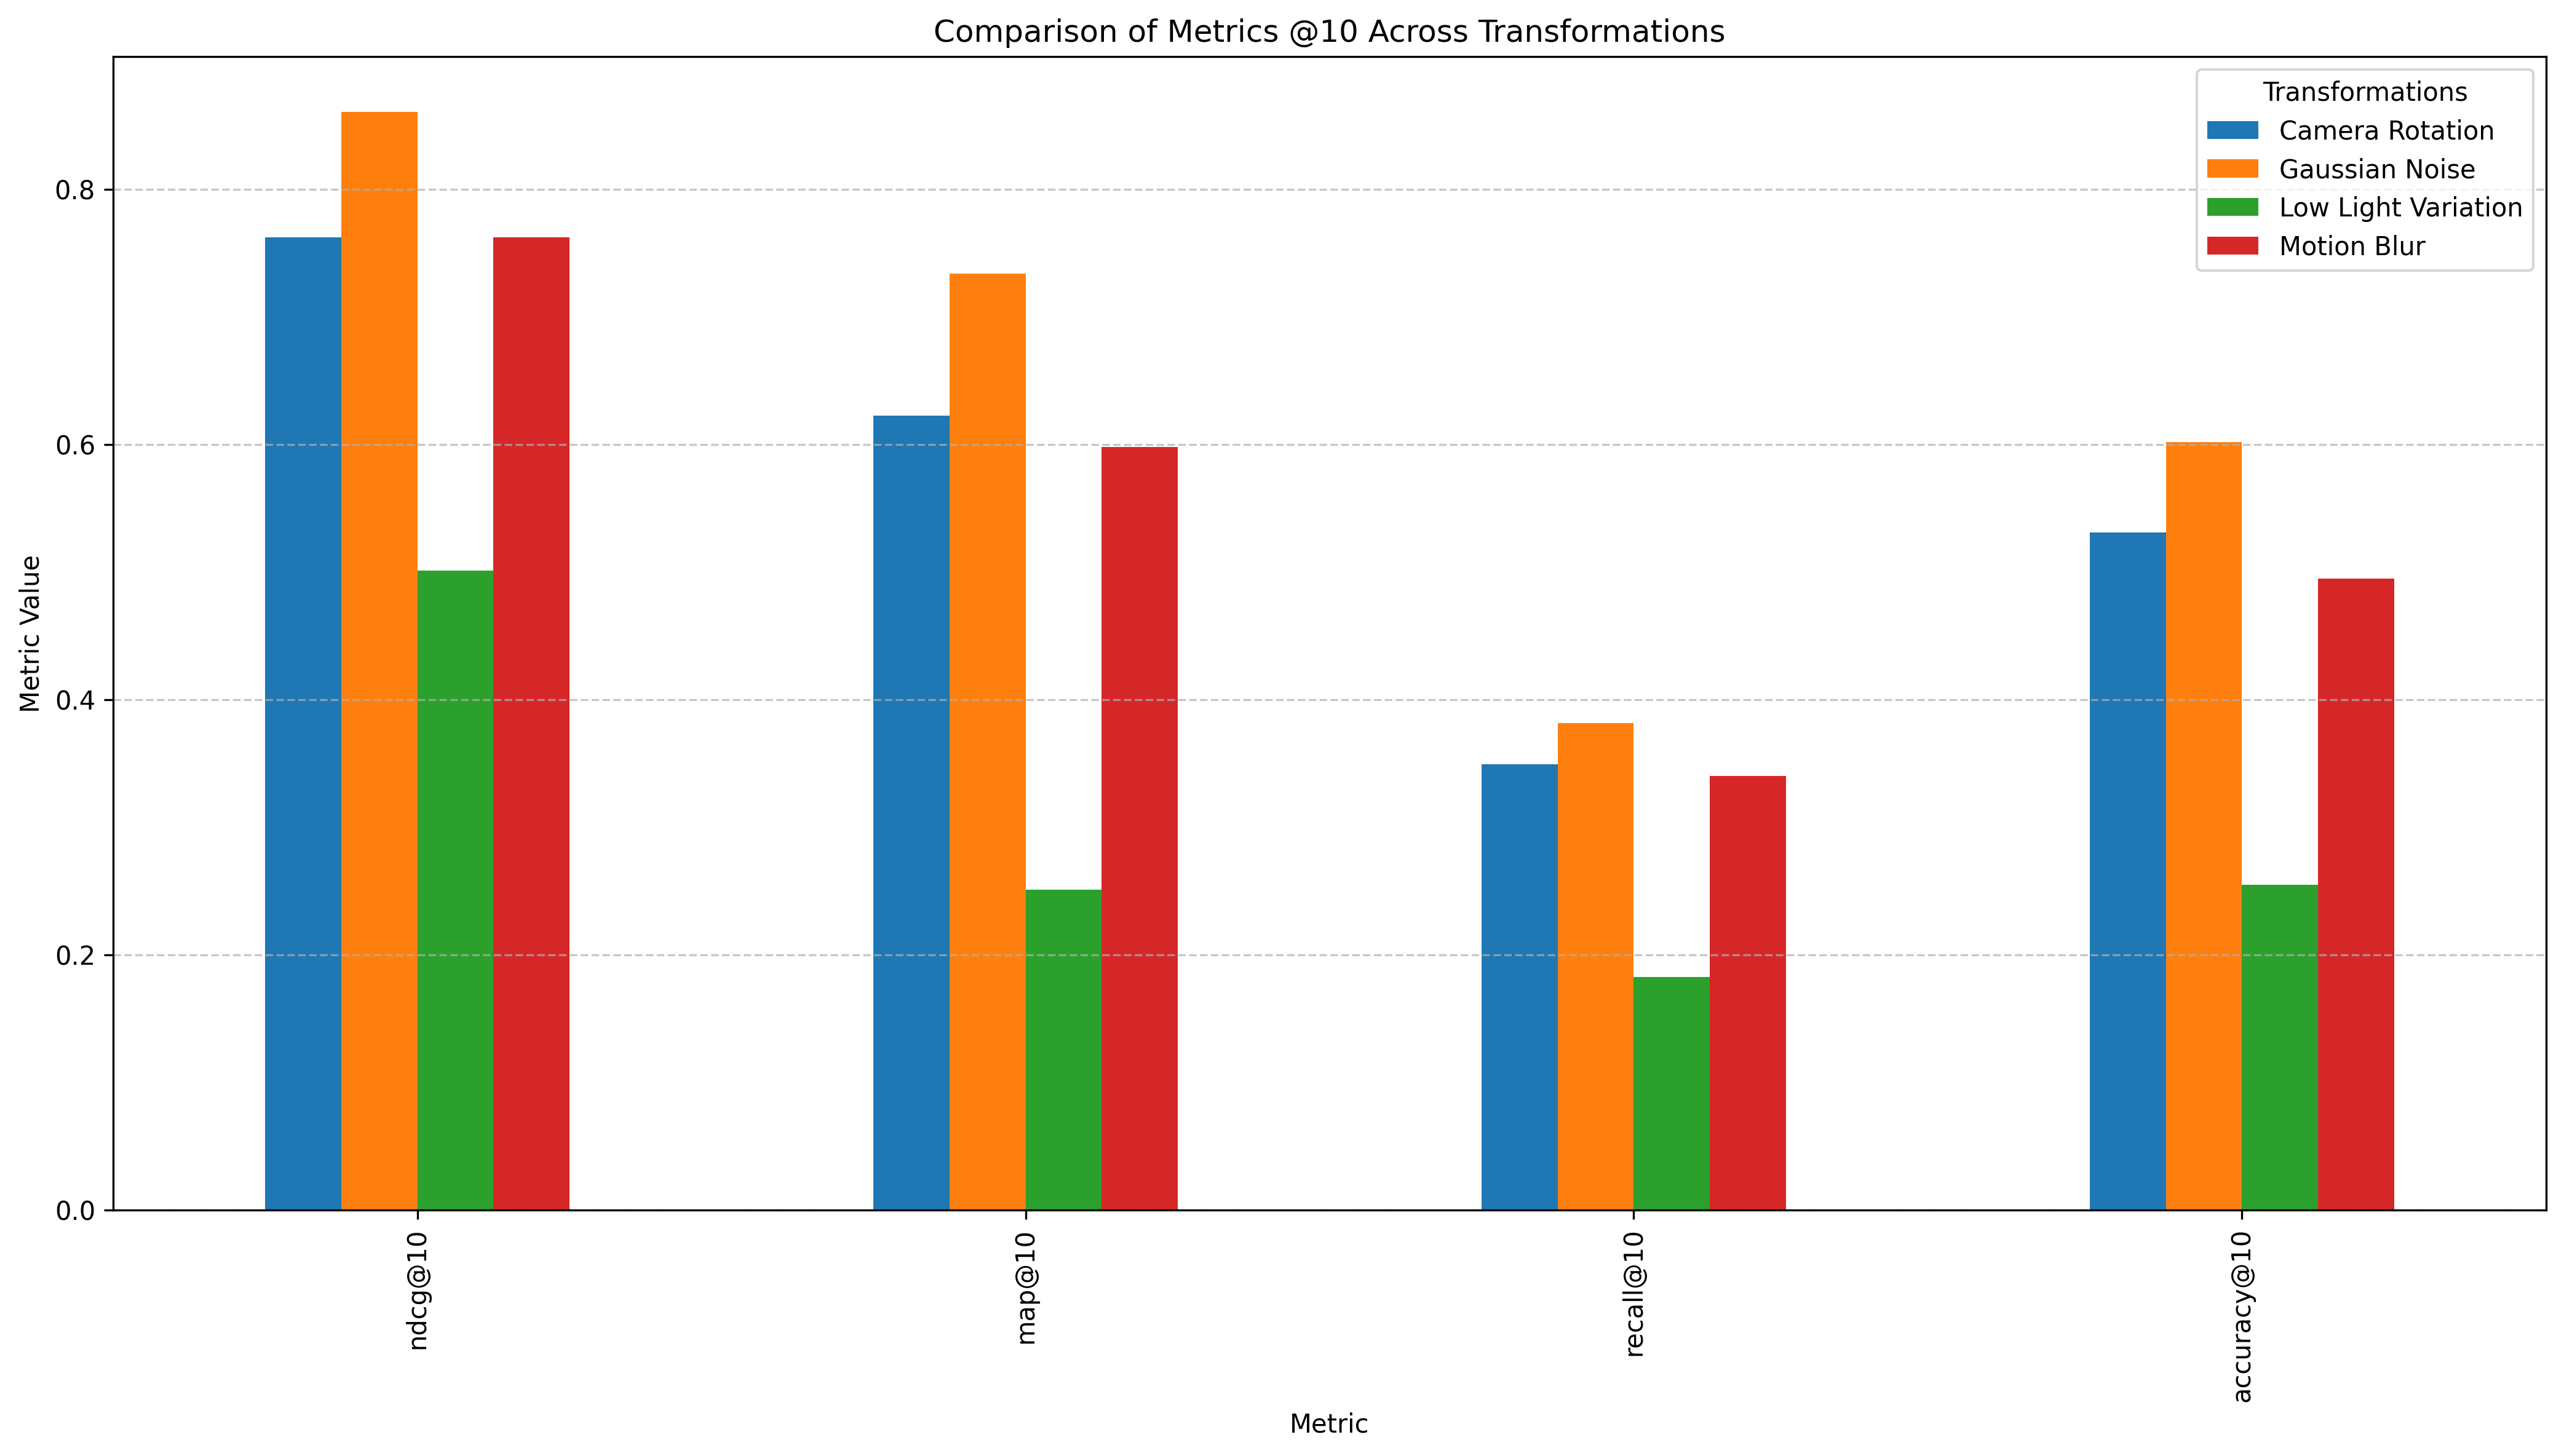 Comparison of Metrics @10 Across Transformations
Transformations
Camera Rotation
Gaussian Noise
Low Light Variation
Motion Blur
Metric Value
0.8
0.6
0.4
0.2
0.0
ndcg@10
map@10
recall@10
accuracy@10
Metric